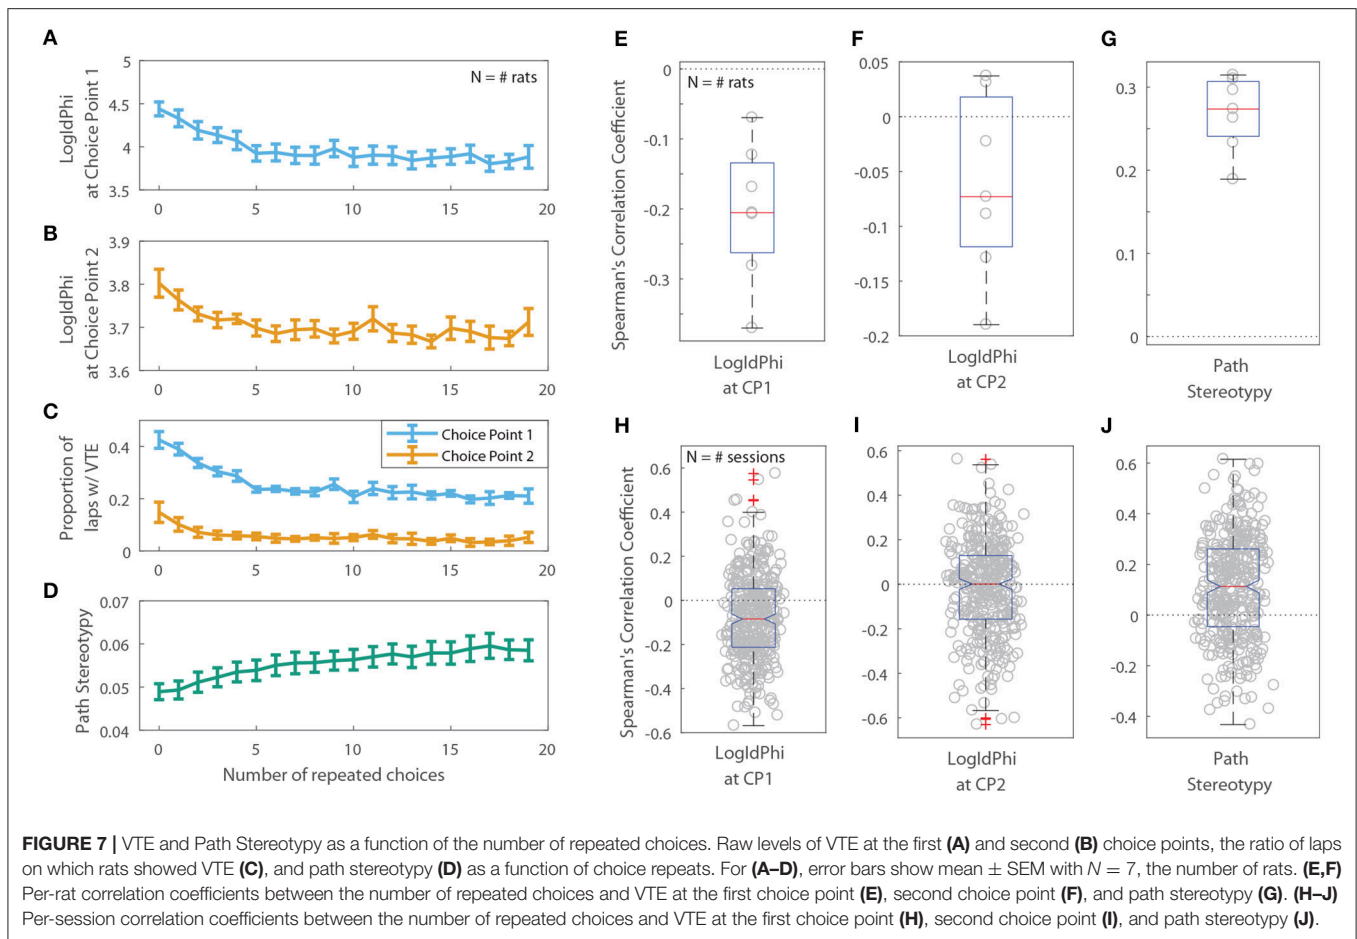 A
LogIdPhi
at Choice Point 1
5
4.5
4
3.5
N = # rats
0 5 10 15 20
B
LogIdPhi
at Choice Point 2
3.9
3.8
3.7
3.6
0 5 10 15 20
C
Proportion of
laps w/ VTE
0.4
0.2
0
Choice Point 1
Choice Point 2
0 5 10 15 20
D
Path Stereotypy
0.07
0.06
0.05
0.04
0 5 10 15 20
Number of repeated choices
E
Spearman's Correlation Coefficient
0
-0.1
-0.2
-0.3
N = # rats
LogIdPhi
at CP1
F
0.05
0
-0.05
-0.1
-0.15
-0.2
LogIdPhi
at CP2
G
0.3
0.2
0.1
0
Path
Stereotypy
H
Spearman's Correlation Coefficient
0.6
0.4
0.2
0
-0.2
-0.4
-0.6
N = # sessions
LogIdPhi
at CP1
I
0.6
0.4
0.2
0
-0.2
-0.4
-0.6
LogIdPhi
at CP2
J
0.6
0.4
0.2
0
-0.2
-0.4
Path
Stereotypy
FIGURE 7 | VTE and Path Stereotypy as a function of the number of repeated choices. Raw levels of VTE at the first (A) and second (B) choice points, the ratio of laps
on which rats showed VTE (C), and path stereotypy (D) as a function of choice repeats. For (A–D), error bars show mean ± SEM with N = 7, the number of rats. (E,F)
Per-rat correlation coefficients between the number of repeated choices and VTE at the first choice point (E), second choice point (F), and path stereotypy (G). (H–J)
Per-session correlation coefficients between the number of repeated choices and VTE at the first choice point (H), second choice point (I), and path stereotypy (J).